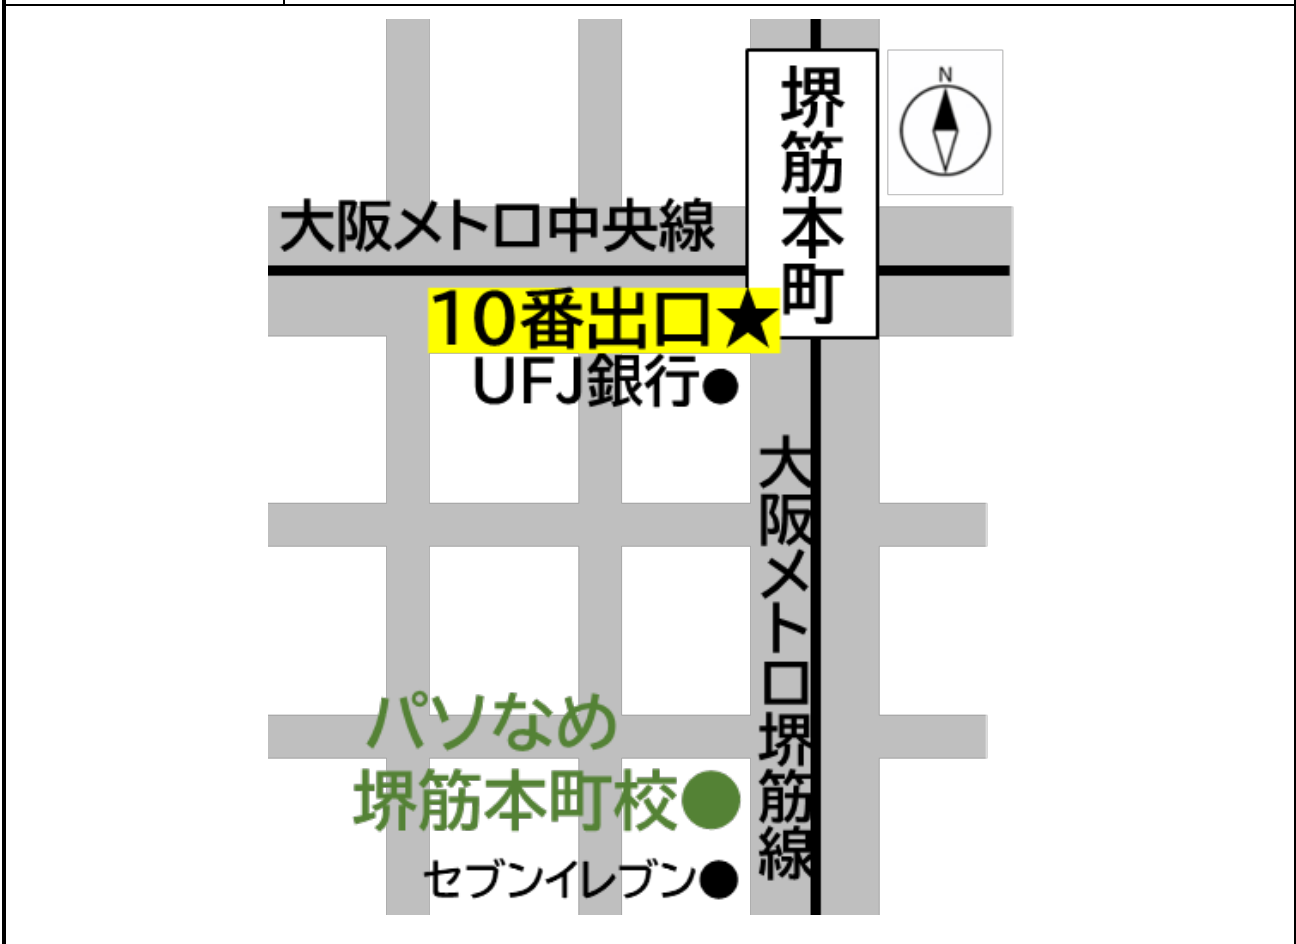 N
堺筋本町
大阪メトロ中央線
10番出口★
UFJ銀行●
大阪メトロ堺筋線
パソなめ
堺筋本町校●
セブンイレブン●